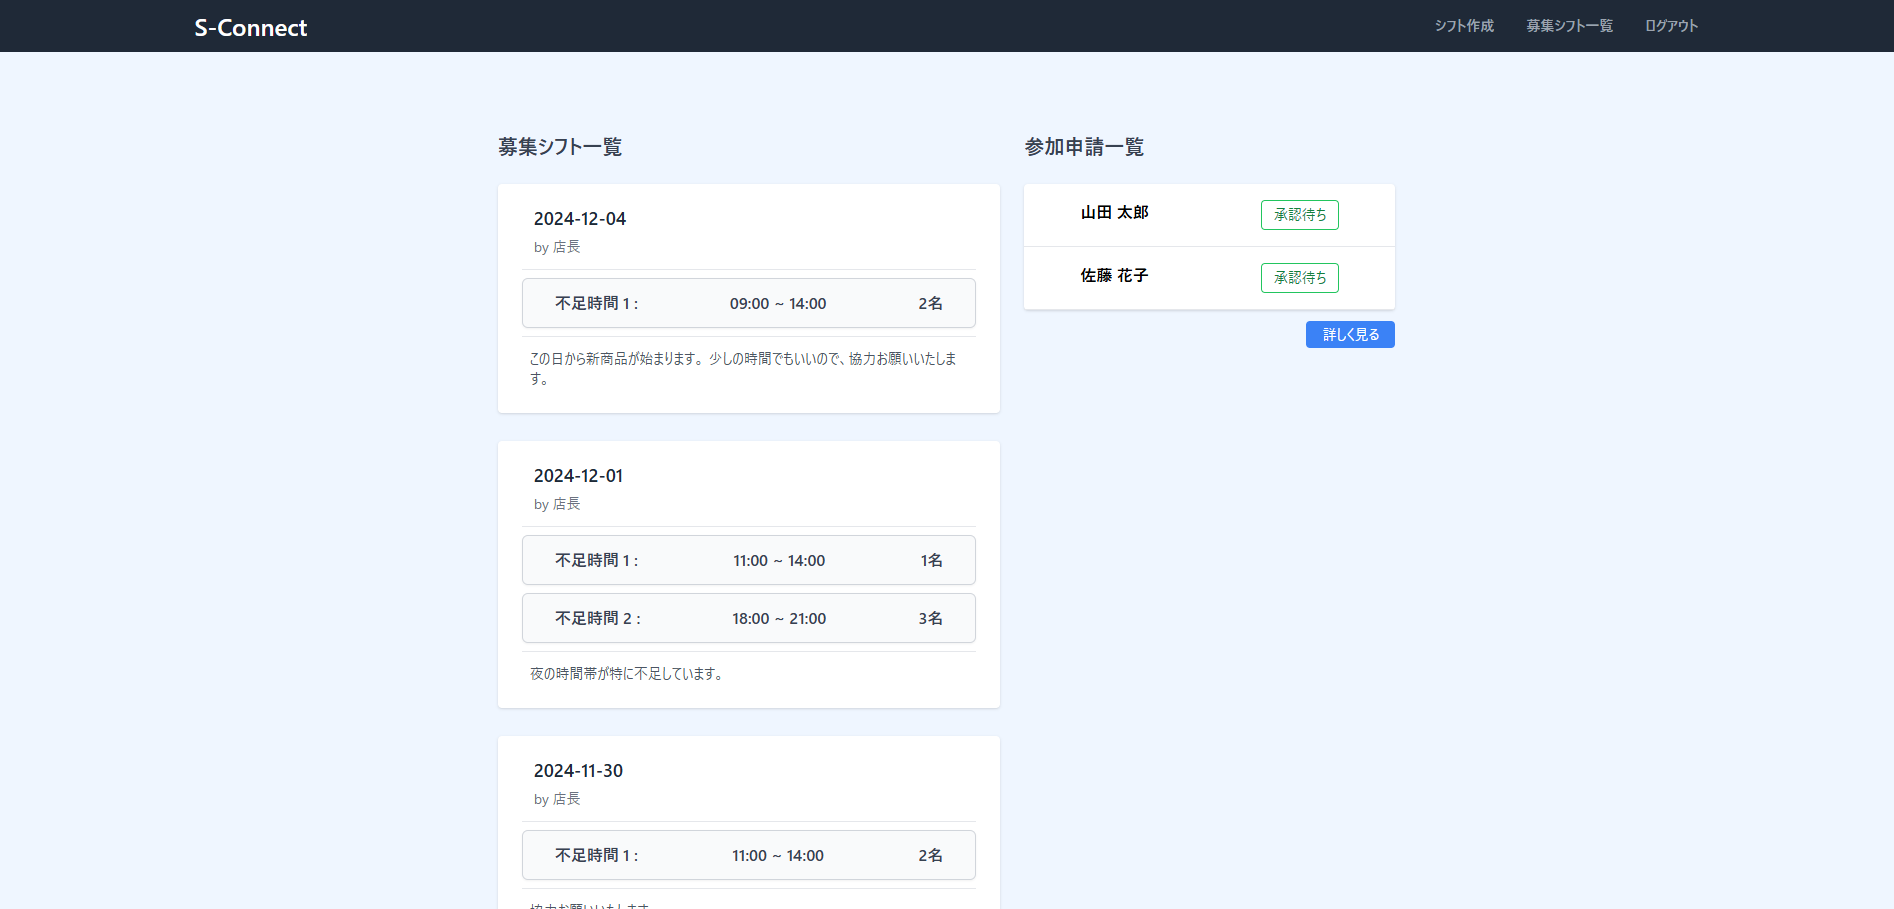 S-Connect
シフト作成
募集シフト一覧
ログアウト
募集シフト一覧
2024-12-04
by 店長
不足時間 1 :
09:00 ~ 14:00
2名
この日から新商品が始まります。少しの時間でもいいので、協力お願いいたしま
す。
2024-12-01
by 店長
不足時間 1 :
11:00 ~ 14:00
1名
不足時間 2 :
18:00 ~ 21:00
3名
夜の時間帯が特に不足しています。
2024-11-30
by 店長
不足時間 1 :
11:00 ~ 14:00
2名
参加申請一覧
山田 太郎
承認待ち
佐藤 花子
承認待ち
詳しく見る